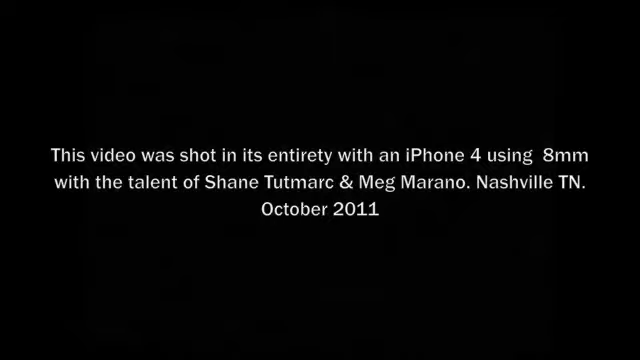 This video was shot in its entirety with an iPhone 4 using  8mm
with the talent of Shane Tutmarc & Meg Marano. Nashville TN.
October 2011